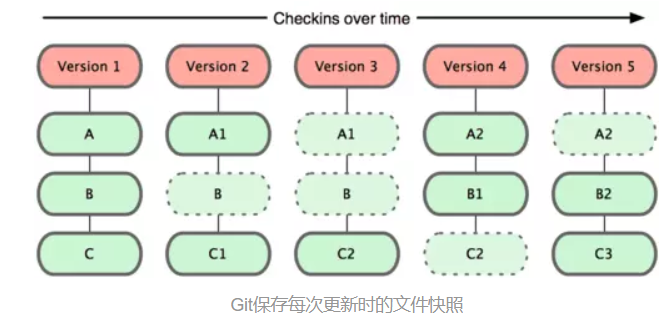 Checkins over time
Version 1 Version 2 Version 3 Version 4 Version 5
A A1 A1 A2 A2
B B B B1 B2
C C1 C2 C2 C3
Git保存每次更新时的文件快照